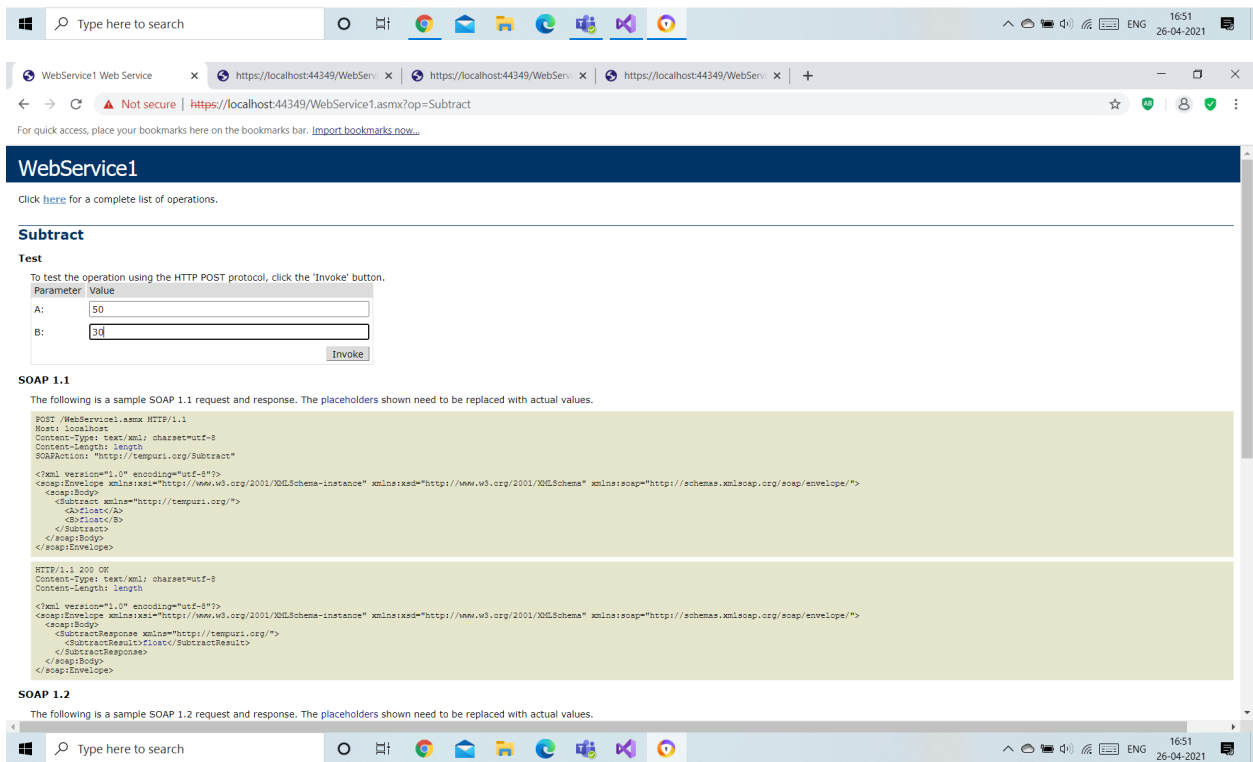 Type here to search
ENG
16:51
26-04-2021
WebService1 Web Service
https://localhost:44349/WebServi
https://localhost:44349/WebServi
https://localhost:44349/WebServi
Not secure | https://localhost:44349/WebService1.asmx?op=Subtract
For quick access, place your bookmarks here on the bookmarks bar. Import bookmarks now...
WebService1
Click here for a complete list of operations.
Subtract
Test
To test the operation using the HTTP POST protocol, click the 'Invoke' button.
Parameter Value
A: 50
B: 30
Invoke
SOAP 1.1
The following is a sample SOAP 1.1 request and response. The placeholders shown need to be replaced with actual values.
POST /WebService1.asmx HTTP/1.1
Host: localhost
Content-Type: text/xml; charset=utf-8
Content-Length: length
SOAPAction: "http://tempuri.org/Subtract"
<?xml version="1.0" encoding="utf-8"?>
<soap:Envelope xmlns:xsi="http://www.w3.org/2001/XMLSchema-instance" xmlns:xsd="http://www.w3.org/2001/XMLSchema" xmlns:soap="http://schemas.xmlsoap.org/soap/envelope/">
<soap:Body>
<Subtract xmlns="http://tempuri.org/">
<A>float</A>
<B>float</B>
</Subtract>
</soap:Body>
</soap:Envelope>
HTTP/1.1 200 OK
Content-Type: text/xml; charset=utf-8
Content-Length: length
<?xml version="1.0" encoding="utf-8"?>
<soap:Envelope xmlns:xsi="http://www.w3.org/2001/XMLSchema-instance" xmlns:xsd="http://www.w3.org/2001/XMLSchema" xmlns:soap="http://schemas.xmlsoap.org/soap/envelope/">
<soap:Body>
<SubtractResponse xmlns="http://tempuri.org/">
<SubtractResult>float</SubtractResult>
</SubtractResponse>
</soap:Body>
</soap:Envelope>
SOAP 1.2
The following is a sample SOAP 1.2 request and response. The placeholders shown need to be replaced with actual values.
Type here to search
ENG
16:51
26-04-2021